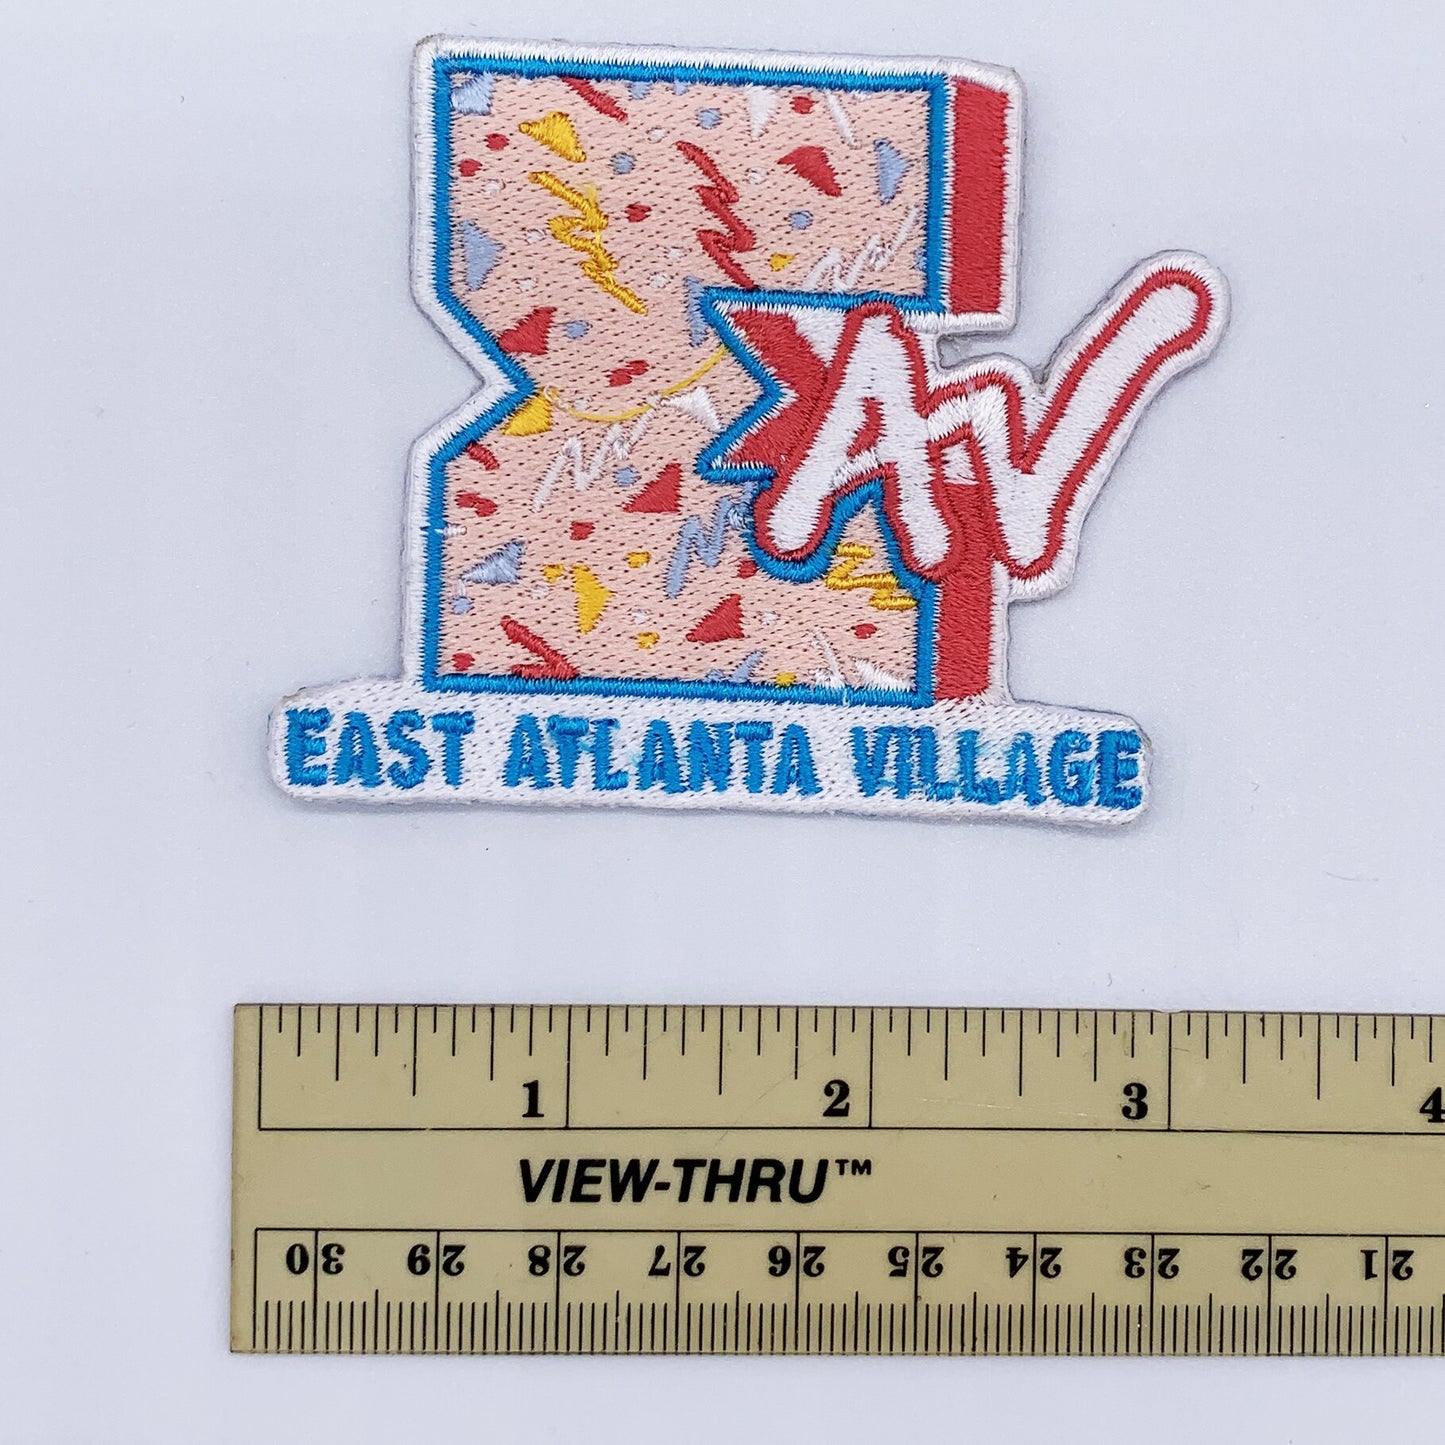 E AV
EAST ATLANTA VILLAGE
1 2 3 4
VIEW-THRU™
30 29 28 27 26 25 24 23 22 21